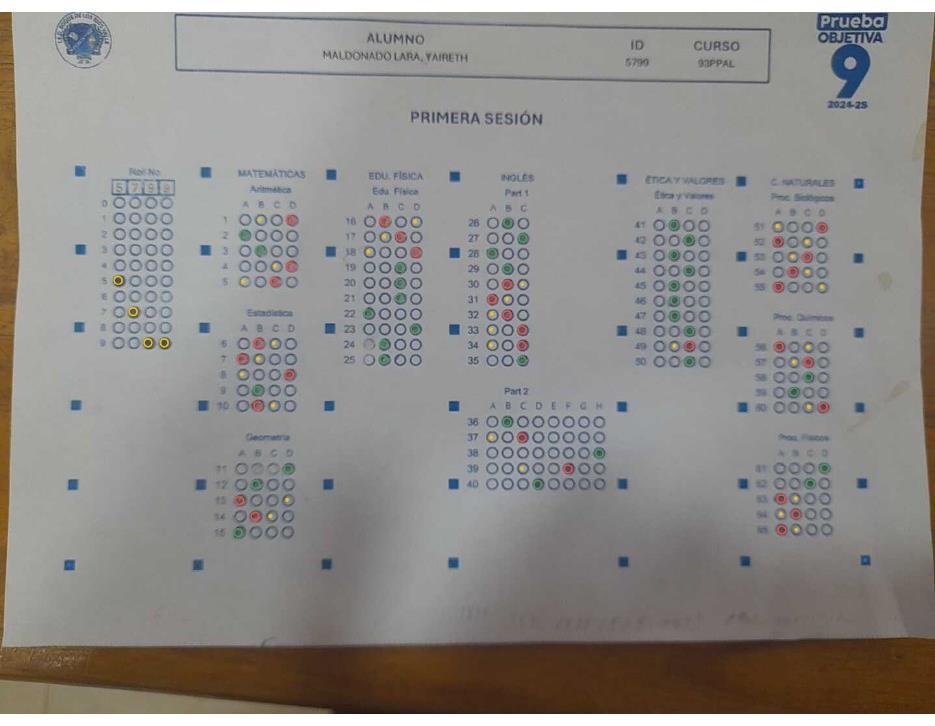 ALUMNO
MALDONADO LARA, YAIRETH
ID
5799
CURSO
93PPAL
Prueba
OBJETIVA
9
2024-2S
PRIMERA SESIÓN
Roll No
5 7 9 9
0
1
2
3
4
5
6
7
8
9
MATEMÁTICAS
Aritmética
A B C D
1
2
3
4
5
Estadística
A B C D
6
7
8
9
10
Geometría
A B C D
11
12
13
14
15
EDU. FÍSICA
Edu. Física
A B C D
16
17
18
19
20
21
22
23
24
25
INGLÉS
Part 1
A B C
26
27
28
29
30
31
32
33
34
35
Part 2
A B C D E F G H
36
37
38
39
40
ÉTICA Y VALORES
Ética y Valores
A B C D
41
42
43
44
45
46
47
48
49
50
C. NATURALES
Proc. Biológicos
A B C D
51
52
53
54
55
Proc. Químicos
A B C D
56
57
58
59
60
Proc. Físicos
A B C D
61
62
63
64
65